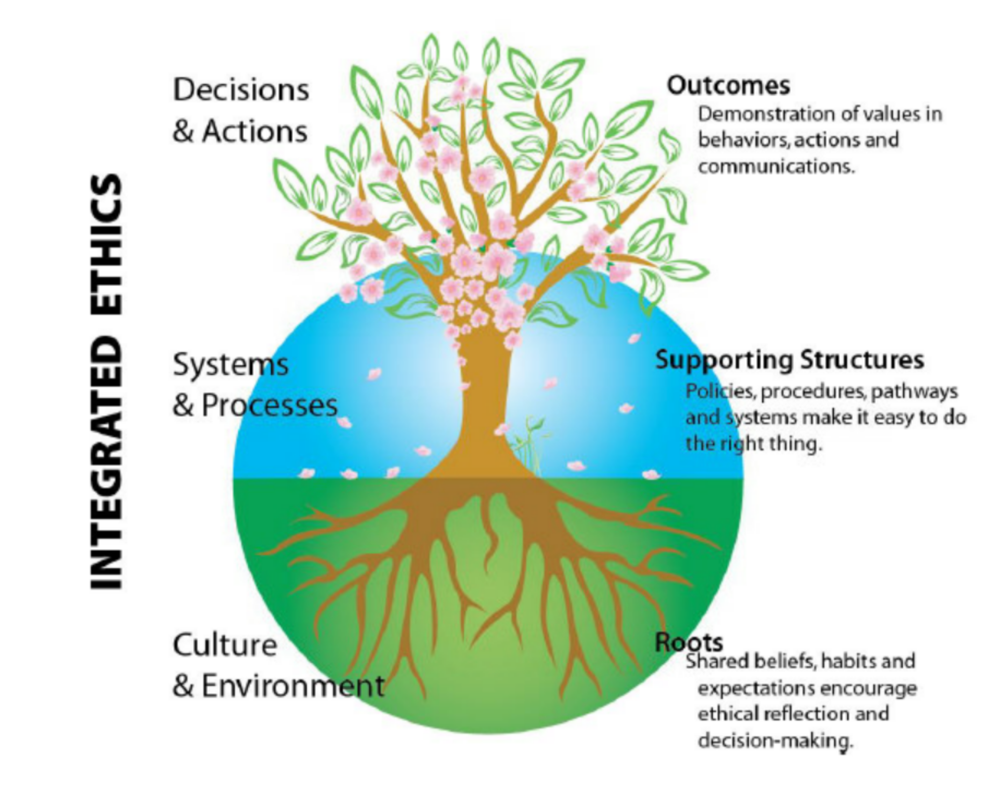 INTEGRATED ETHICS
Decisions
& Actions
Outcomes
Demonstration of values in
behaviors, actions and
communications.
Systems
& Processes
Supporting Structures
Policies, procedures, pathways
and systems make it easy to do
the right thing.
Culture
& Environment
Roots
Shared beliefs, habits and
expectations encourage
ethical reflection and
decision-making.